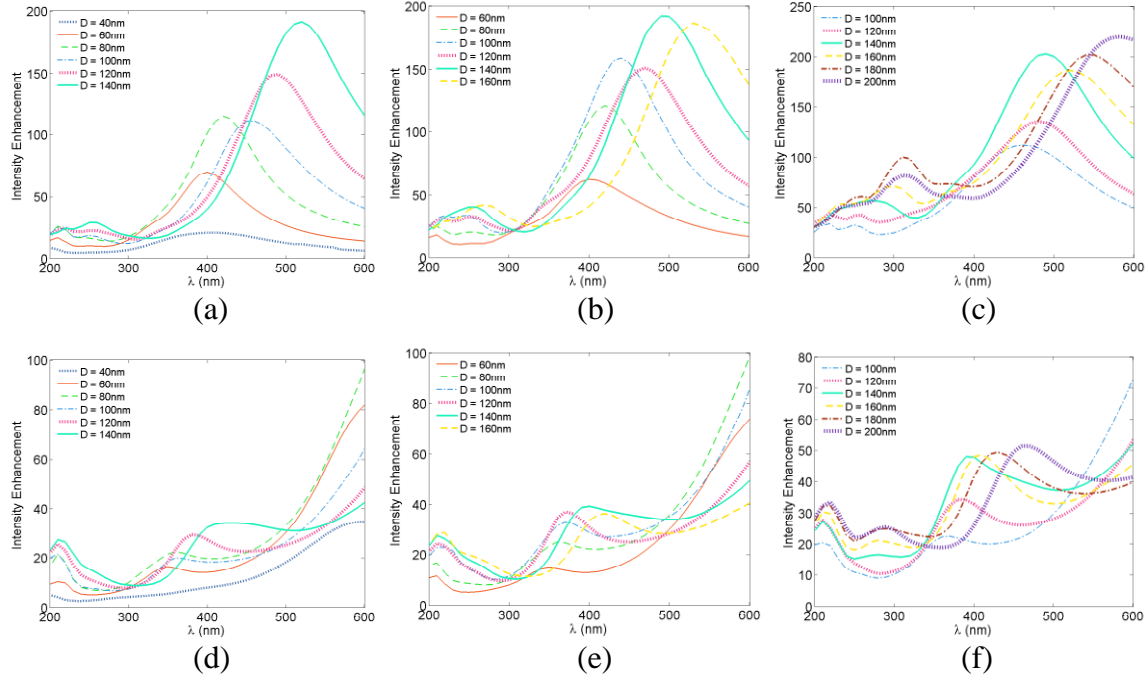 200
150
100
50
0
Intensity Enhancement
D = 40nm
D = 60nm
D = 80nm
D = 100nm
D = 120nm
D = 140nm
200 300 400 500 600
λ (nm)
(a)
200
150
100
50
0
Intensity Enhancement
D = 60nm
D = 80nm
D = 100nm
D = 120nm
D = 140nm
D = 160nm
200 300 400 500 600
λ (nm)
(b)
250
200
150
100
50
0
Intensity Enhancement
D = 100nm
D = 120nm
D = 140nm
D = 160nm
D = 180nm
D = 200nm
200 300 400 500 600
λ (nm)
(c)
100
80
60
40
20
0
Intensity Enhancement
D = 40nm
D = 60nm
D = 80nm
D = 100nm
D = 120nm
D = 140nm
200 300 400 500 600
λ (nm)
(d)
100
80
60
40
20
0
Intensity Enhancement
D = 60nm
D = 80nm
D = 100nm
D = 120nm
D = 140nm
D = 160nm
200 300 400 500 600
λ (nm)
(e)
80
70
60
50
40
30
20
10
0
Intensity Enhancement
D = 100nm
D = 120nm
D = 140nm
D = 160nm
D = 180nm
D = 200nm
200 300 400 500 600
λ (nm)
(f)